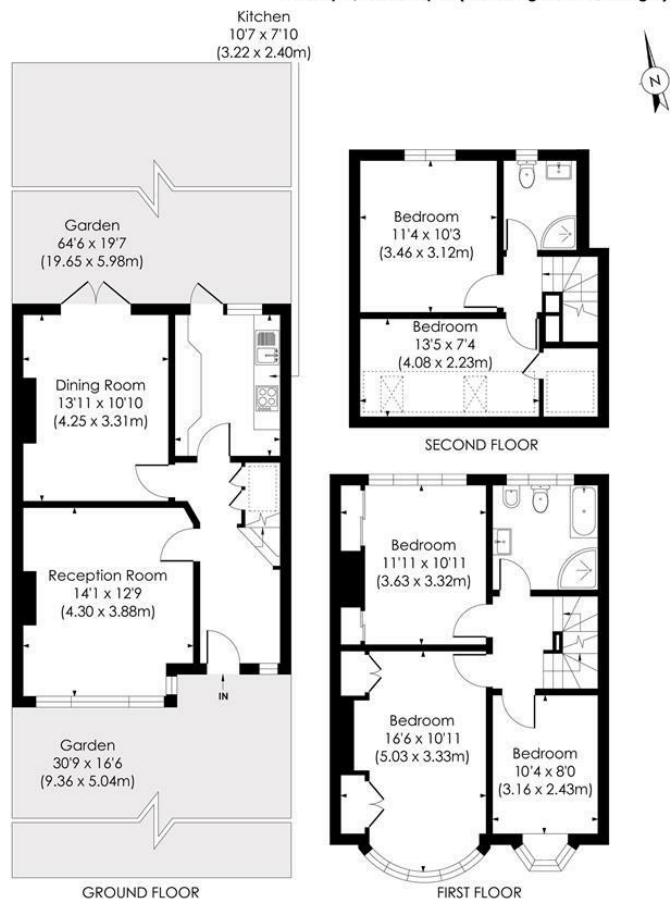 Kitchen
10'7 x 7'10
(3.22 x 2.40m)
N
Garden
64'6 x 19'7
(19.65 x 5.98m)
Dining Room
13'11 x 10'10
(4.25 x 3.31m)
Reception Room
14'1 x 12'9
(4.30 x 3.88m)
IN
Garden
30'9 x 16'6
(9.36 x 5.04m)
GROUND FLOOR
Bedroom
11'4 x 10'3
(3.46 x 3.12m)
Bedroom
13'5 x 7'4
(4.08 x 2.23m)
SECOND FLOOR
Bedroom
11'11 x 10'11
(3.63 x 3.32m)
Bedroom
16'6 x 10'11
(5.03 x 3.33m)
Bedroom
10'4 x 8'0
(3.16 x 2.43m)
FIRST FLOOR